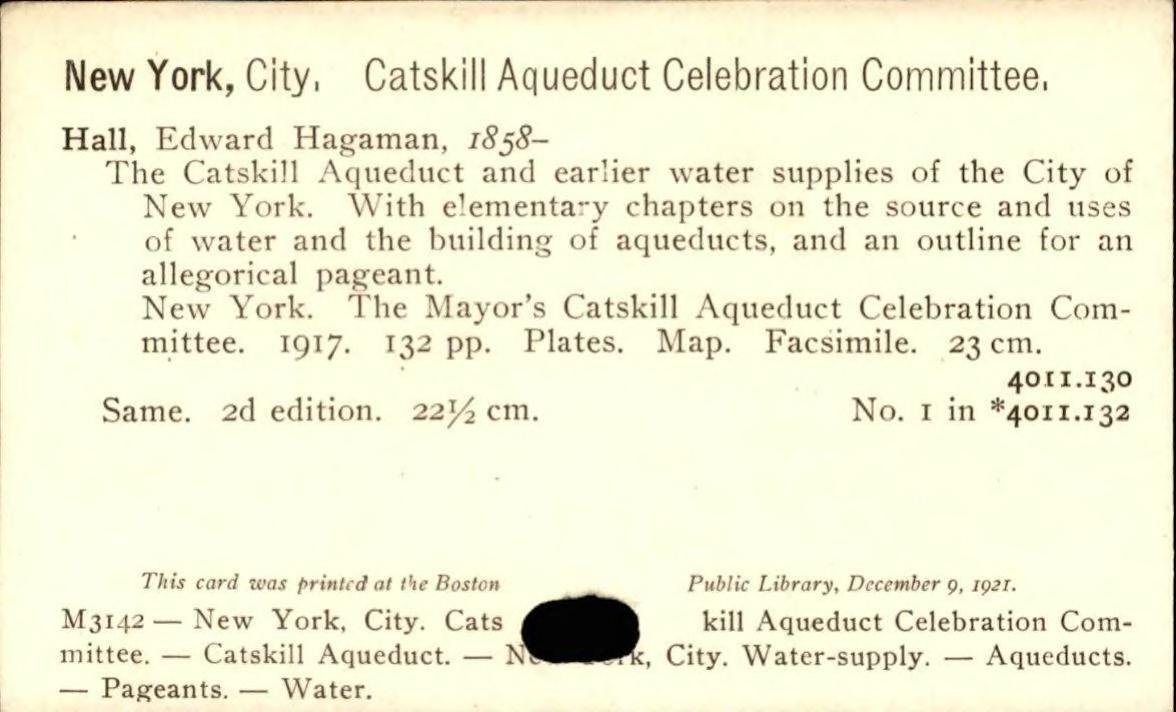 New York, City. Catskill Aqueduct Celebration Committee.
Hall, Edward Hagaman, 1858–
The Catskill Aqueduct and earlier water supplies of the City of
New York. With elementary chapters on the source and uses
of water and the building of aqueducts, and an outline for an
allegorical pageant.
New York. The Mayor's Catskill Aqueduct Celebration Com-
mittee. 1917. 132 pp. Plates. Map. Facsimile. 23 cm.
4011.130
Same. 2d edition. 22½ cm. No. 1 in *4011.132
This card was printed at the Boston Public Library, December 9, 1921.
M3142 — New York, City. Cats kill Aqueduct Celebration Com-
mittee. — Catskill Aqueduct. — New York, City. Water-supply. — Aqueducts.
— Pageants. — Water.